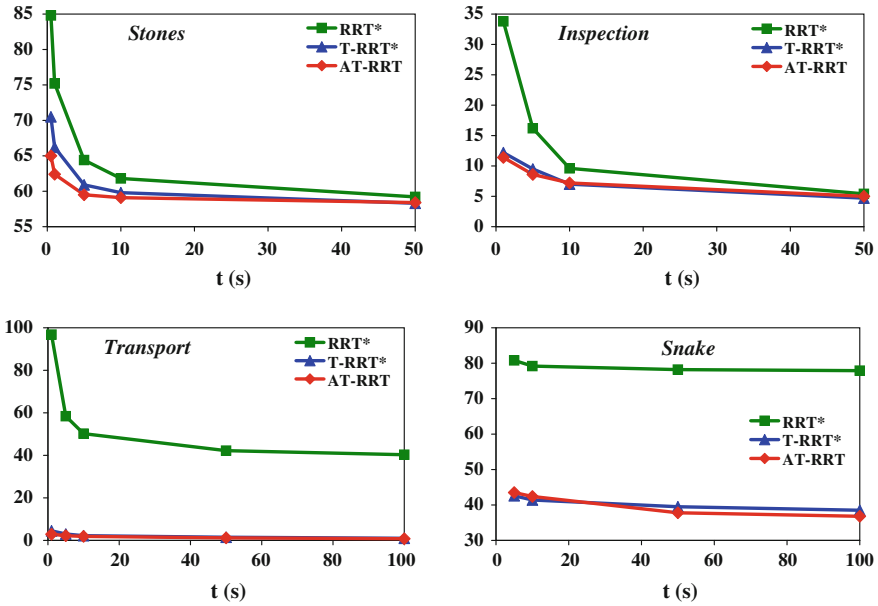 Stones
RRT*
T-RRT*
AT-RRT
85
80
75
70
65
60
55
0 10 20 30 40 50
t (s)
Inspection
RRT*
T-RRT*
AT-RRT
35
30
25
20
15
10
5
0
0 10 20 30 40 50
t (s)
Transport
RRT*
T-RRT*
AT-RRT
100
80
60
40
20
0
0 20 40 60 80 100
t (s)
Snake
RRT*
T-RRT*
AT-RRT
90
80
70
60
50
40
30
0 20 40 60 80 100
t (s)